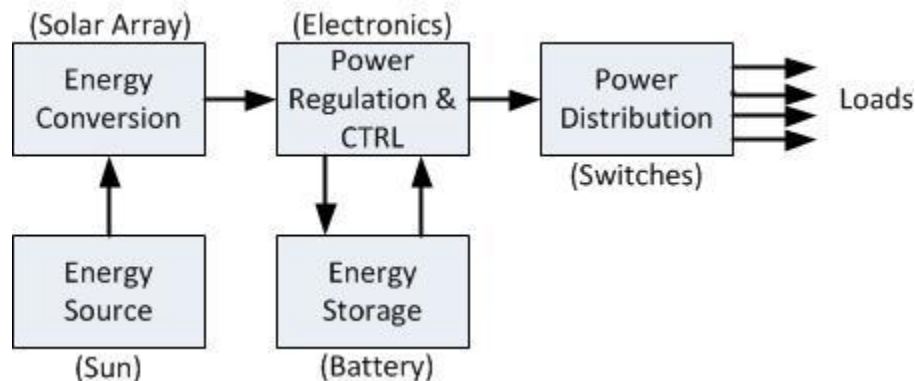 (Solar Array)
Energy
Conversion
(Electronics)
Power
Regulation &
CTRL
Power
Distribution
(Switches)
Loads
Energy
Source
(Sun)
Energy
Storage
(Battery)